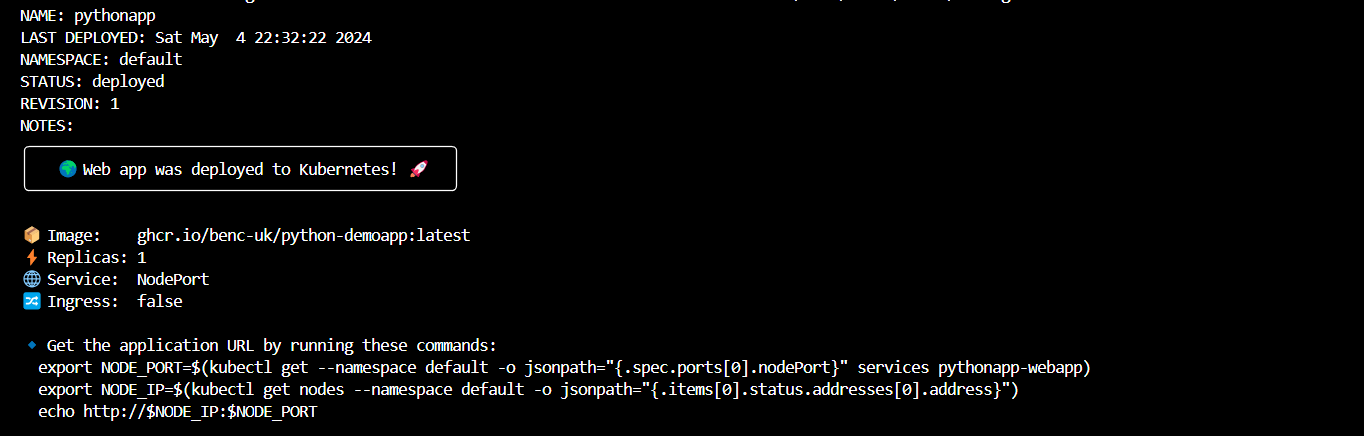 NAME: pythonapp
LAST DEPLOYED: Sat May  4 22:32:22 2024
NAMESPACE: default
STATUS: deployed
REVISION: 1
NOTES:
🌍 Web app was deployed to Kubernetes! 🚀
📦 Image:    ghcr.io/benc-uk/python-demoapp:latest
⚡ Replicas: 1
🌐 Service:  NodePort
🔀 Ingress:  false
🔹 Get the application URL by running these commands:
export NODE_PORT=$(kubectl get --namespace default -o jsonpath="{.spec.ports[0].nodePort}" services pythonapp-webapp)
export NODE_IP=$(kubectl get nodes --namespace default -o jsonpath="{.items[0].status.addresses[0].address}")
echo http://$NODE_IP:$NODE_PORT